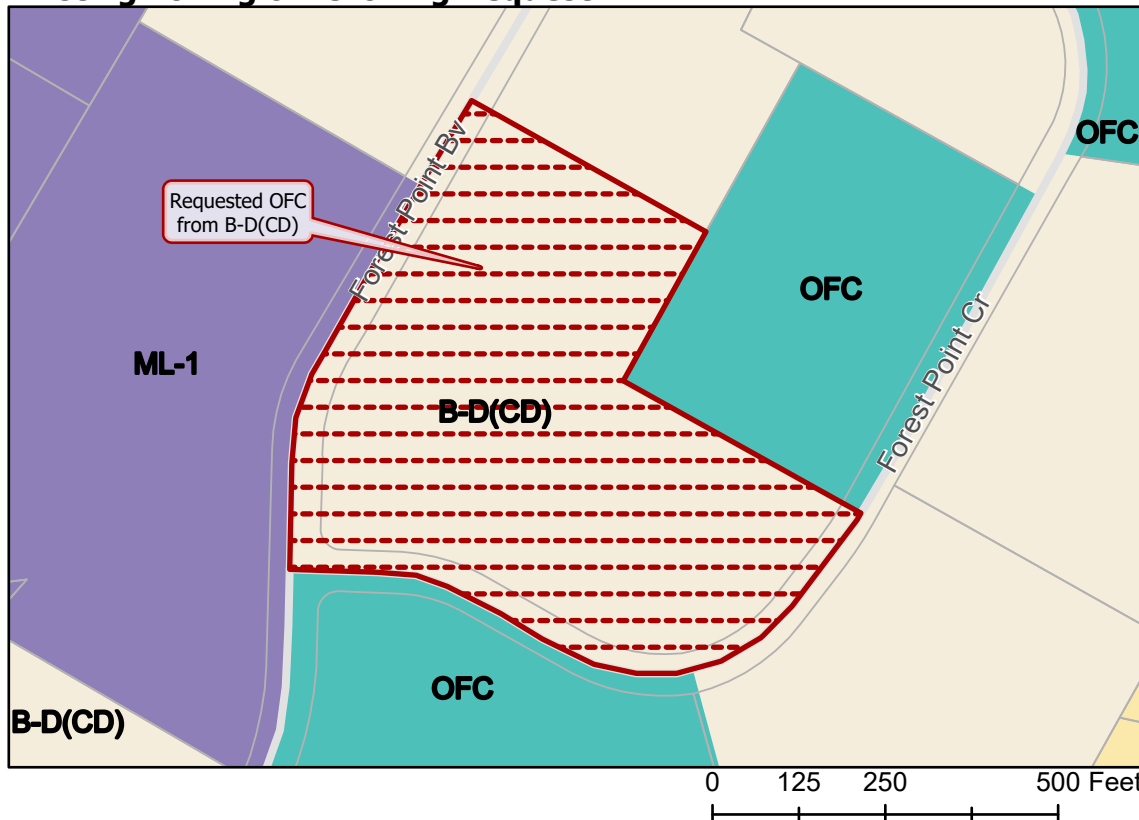 OFC
Forest Point Bv
Requested OFC
from B-D(CD)
OFC
ML-1
Forest Point Cr
B-D(CD)
OFC
B-D(CD)
0 125 250 500 Feet